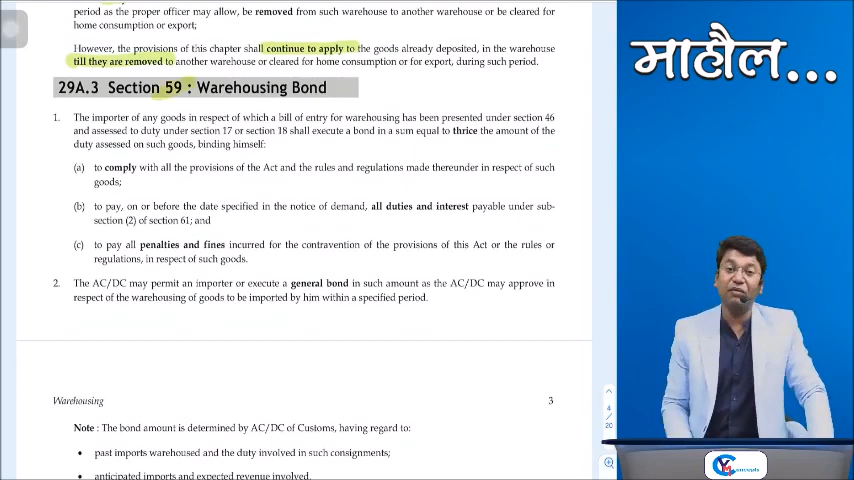 period as the proper officer may allow, be removed from such warehouse to another warehouse or be cleared for
home consumption or export;
However, the provisions of this chapter shall continue to apply to the goods already deposited, in the warehouse
till they are removed to another warehouse or cleared for home consumption or for export, during such period.
29A.3 Section 59 : Warehousing Bond
1. The importer of any goods in respect of which a bill of entry for warehousing has been presented under section 46
and assessed to duty under section 17 or section 18 shall execute a bond in a sum equal to thrice the amount of the
duty assessed on such goods, binding himself:
(a) to comply with all the provisions of the Act and the rules and regulations made thereunder in respect of such
goods;
(b) to pay, on or before the date specified in the notice of demand, all duties and interest payable under sub-
section (2) of section 61; and
(c) to pay all penalties and fines incurred for the contravention of the provisions of this Act or the rules or
regulations, in respect of such goods.
2. The AC/DC may permit an importer or execute a general bond in such amount as the AC/DC may approve in
respect of the warehousing of goods to be imported by him within a specified period.
Warehousing 3
Note : The bond amount is determined by AC/DC of Customs, having regard to:
• past imports warehoused and the duty involved in such consignments;
• anticipated imports and expected revenue involved.
4
20
माहौल...